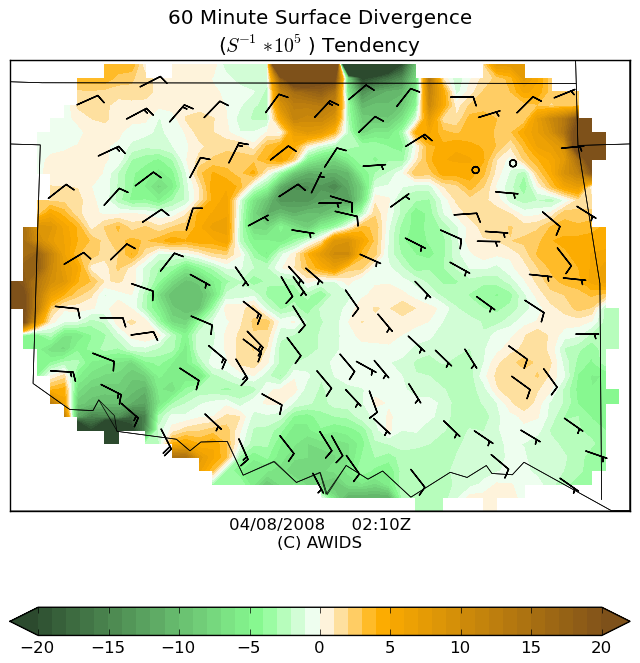 60 Minute Surface Divergence
(S⁻¹ * 10⁵ ) Tendency
04/08/2008 02:10Z
(C) AWIDS
−20 −15 −10 −5 0 5 10 15 20